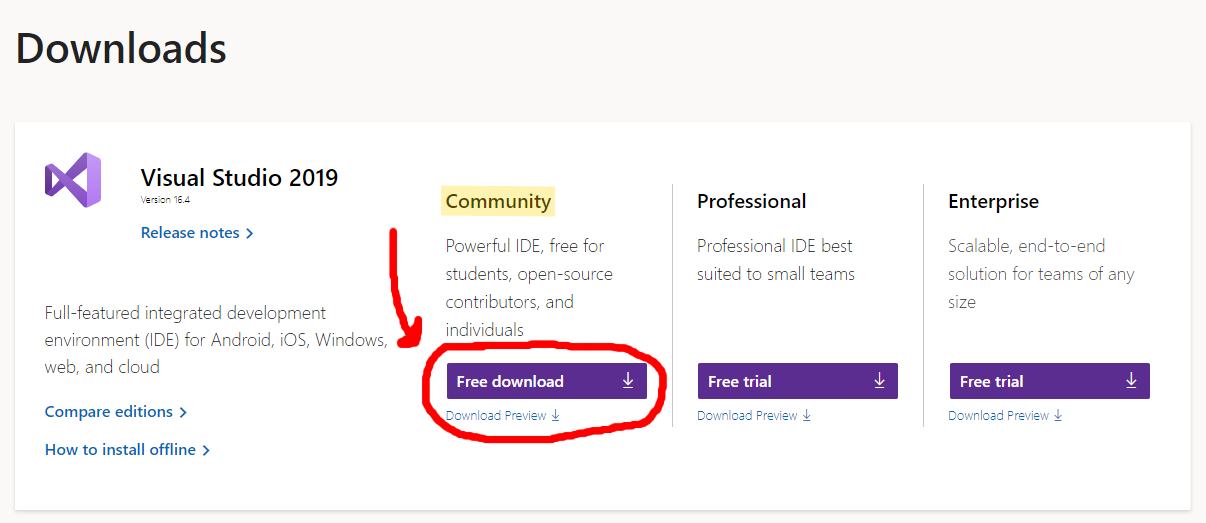 Downloads
Visual Studio 2019
Version 16.4
Release notes
Full-featured integrated development
environment (IDE) for Android, iOS, Windows,
web, and cloud
Compare editions
How to install offline
Community
Powerful IDE, free for
students, open-source
contributors, and
individuals
Free download
Download Preview
Professional
Professional IDE best
suited to small teams
Free trial
Download Preview
Enterprise
Scalable, end-to-end
solution for teams of any
size
Free trial
Download Preview